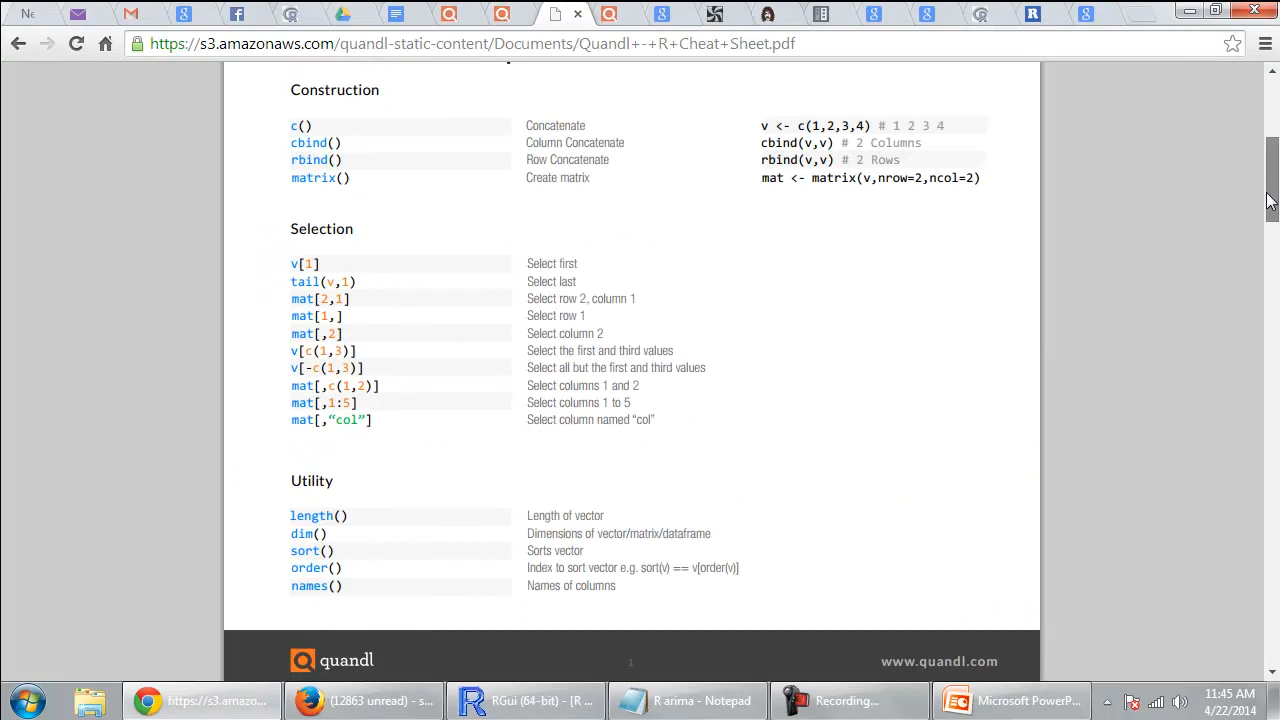 Ne
https://s3.amazonaws.com/quandl-static-content/Documents/Quandl+-+R+Cheat+Sheet.pdf
Construction
c() Concatenate v <- c(1,2,3,4) # 1 2 3 4
cbind() Column Concatenate cbind(v,v) # 2 Columns
rbind() Row Concatenate rbind(v,v) # 2 Rows
matrix() Create matrix mat <- matrix(v,nrow=2,ncol=2)
Selection
v[1] Select first
tail(v,1) Select last
mat[2,1] Select row 2, column 1
mat[1,] Select row 1
mat[,2] Select column 2
v[c(1,3)] Select the first and third values
v[-c(1,3)] Select all but the first and third values
mat[,c(1,2)] Select columns 1 and 2
mat[,1:5] Select columns 1 to 5
mat[,“col”] Select column named “col”
Utility
length() Length of vector
dim() Dimensions of vector/matrix/dataframe
sort() Sorts vector
order() Index to sort vector e.g. sort(v) == v[order(v)]
names() Names of columns
quandl 1 www.quandl.com
https://s3.amazo... (12863 unread) - s... RGui (64-bit) - [R ... R arima - Notepad Recording... Microsoft PowerP...
11:45 AM
4/22/2014